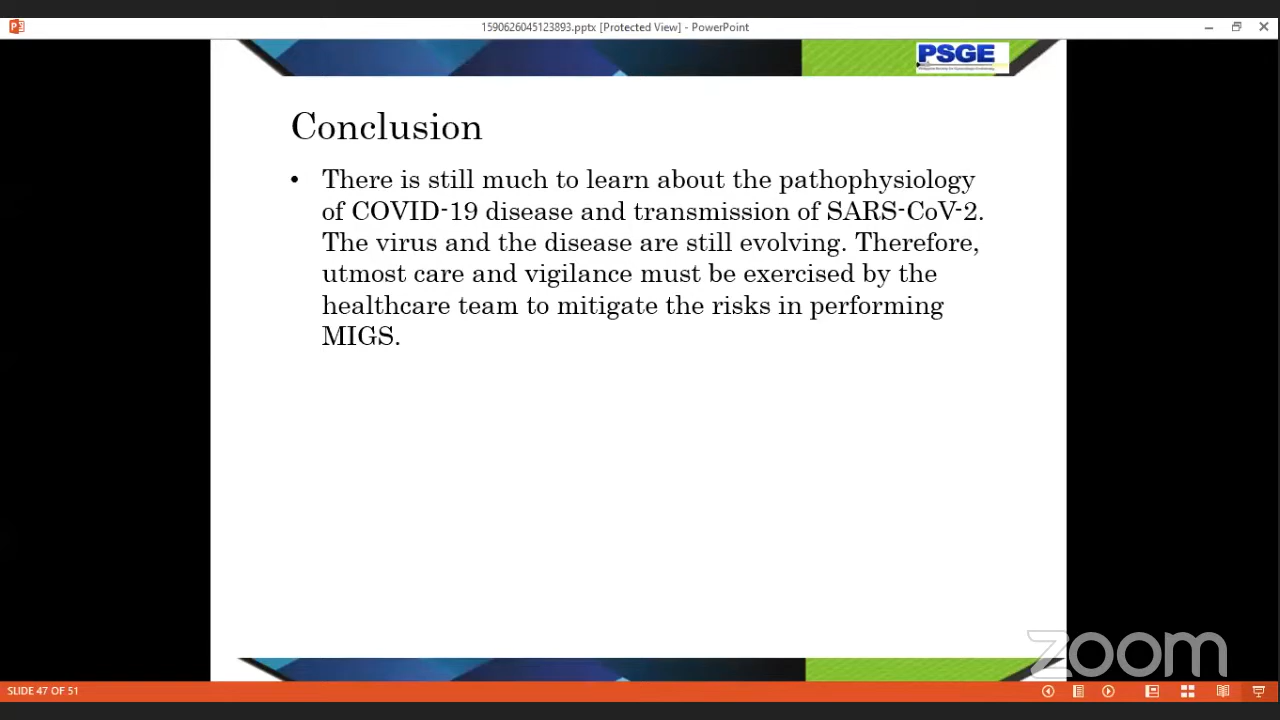 1590626045123893.pptx [Protected View] - PowerPoint
PSGE
Conclusion
• There is still much to learn about the pathophysiology
of COVID-19 disease and transmission of SARS-CoV-2.
The virus and the disease are still evolving. Therefore,
utmost care and vigilance must be exercised by the
healthcare team to mitigate the risks in performing
MIGS.
zoom
SLIDE 47 OF 51